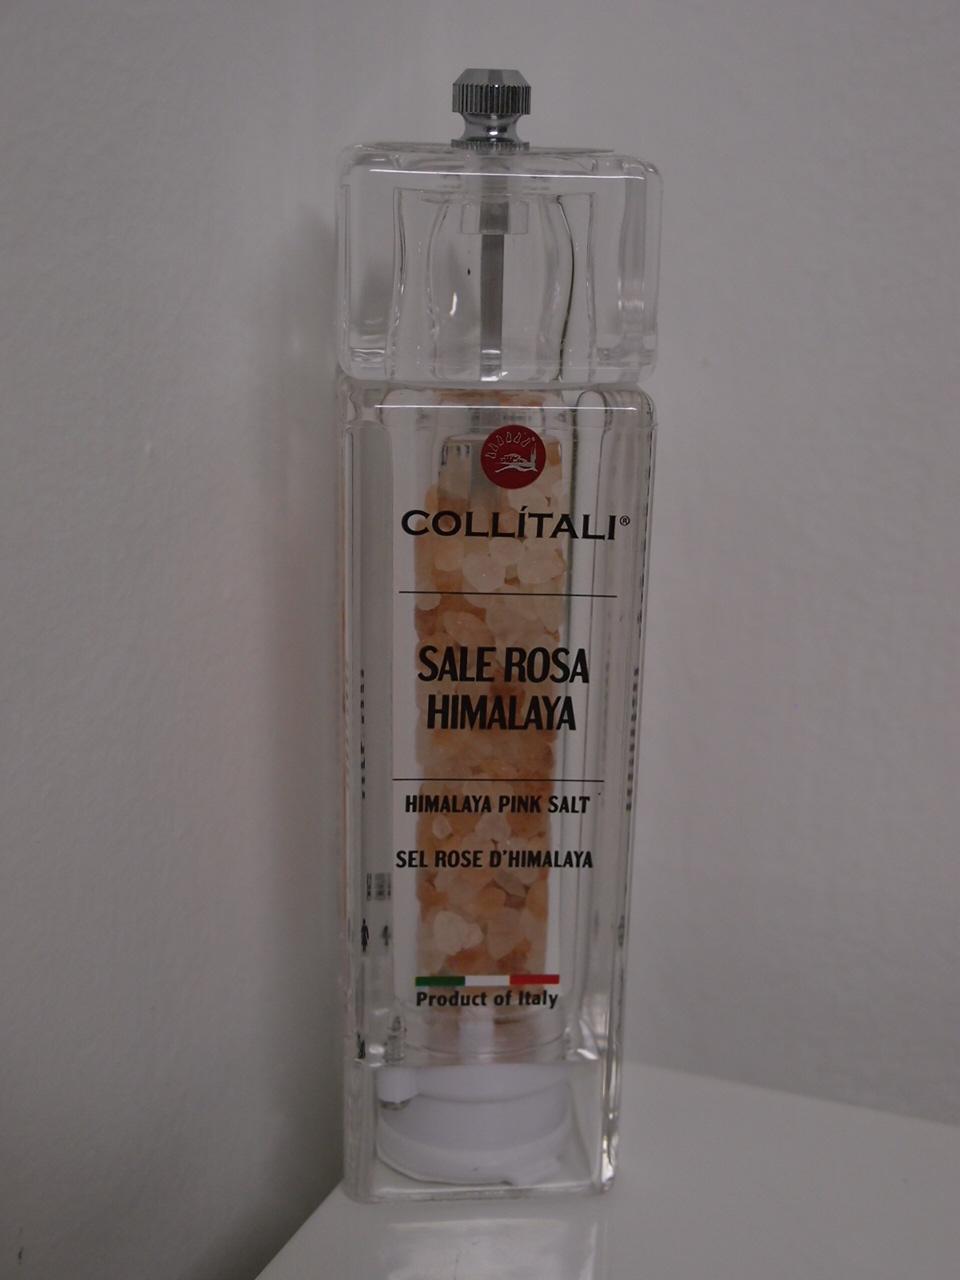 COLLÍTALI®
SALE ROSA
HIMALAYA
HIMALAYA PINK SALT
SEL ROSE D'HIMALAYA
Product of Italy